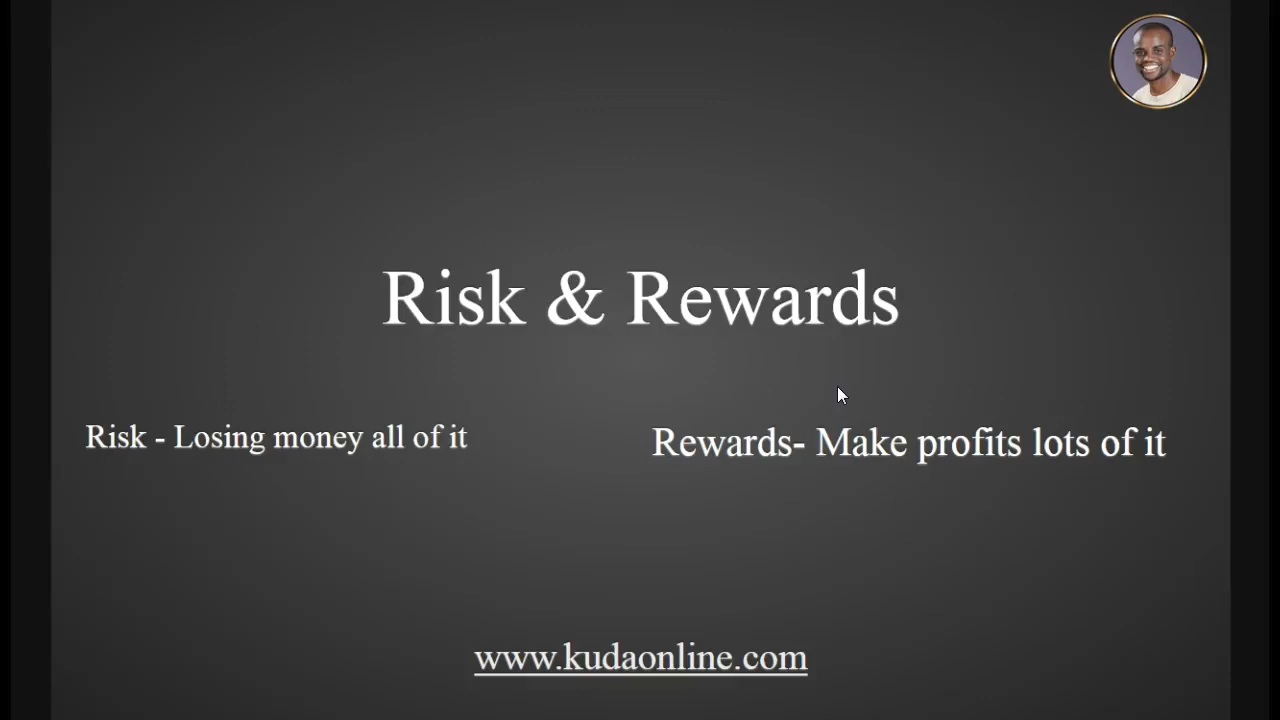 Risk & Rewards
Risk - Losing money all of it
Rewards- Make profits lots of it
www.kudaonline.com